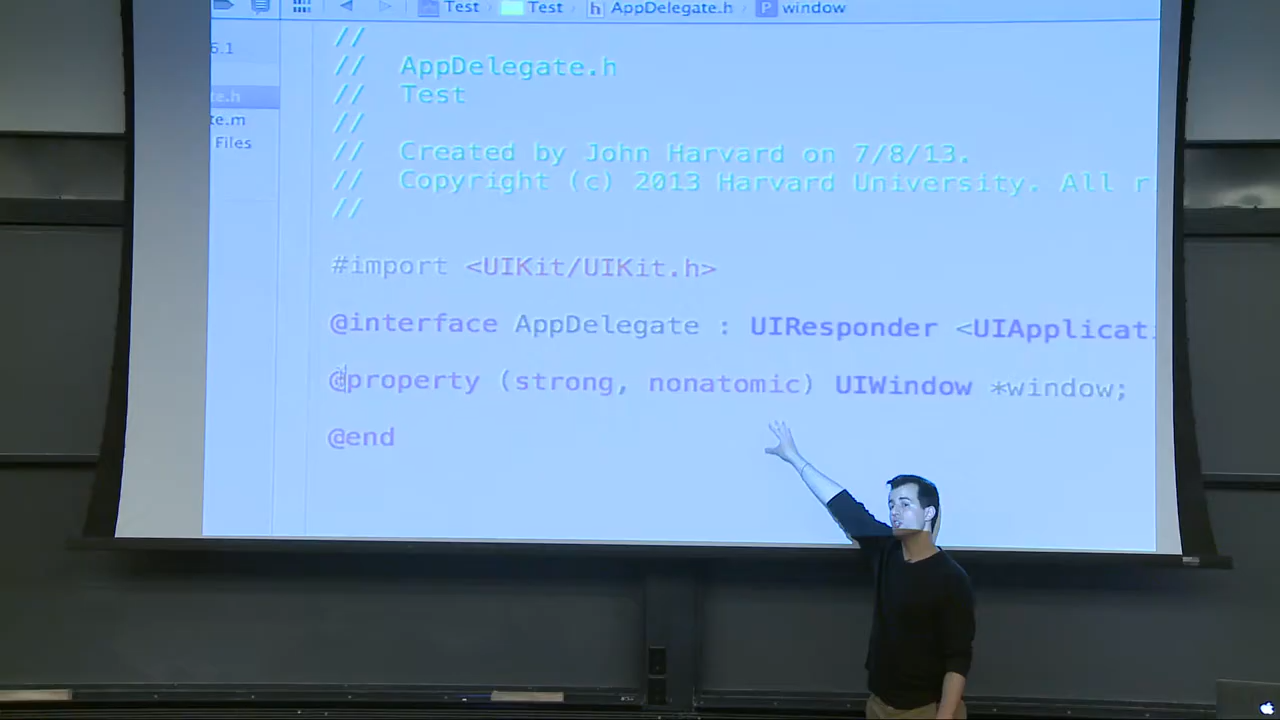 Test Test AppDelegate.h window
6.1
te.h
te.m
Files
//
// AppDelegate.h
// Test
//
// Created by John Harvard on 7/8/13.
// Copyright (c) 2013 Harvard University. All r
//
#import <UIKit/UIKit.h>
@interface AppDelegate : UIResponder <UIApplicati
@property (strong, nonatomic) UIWindow *window;
@end